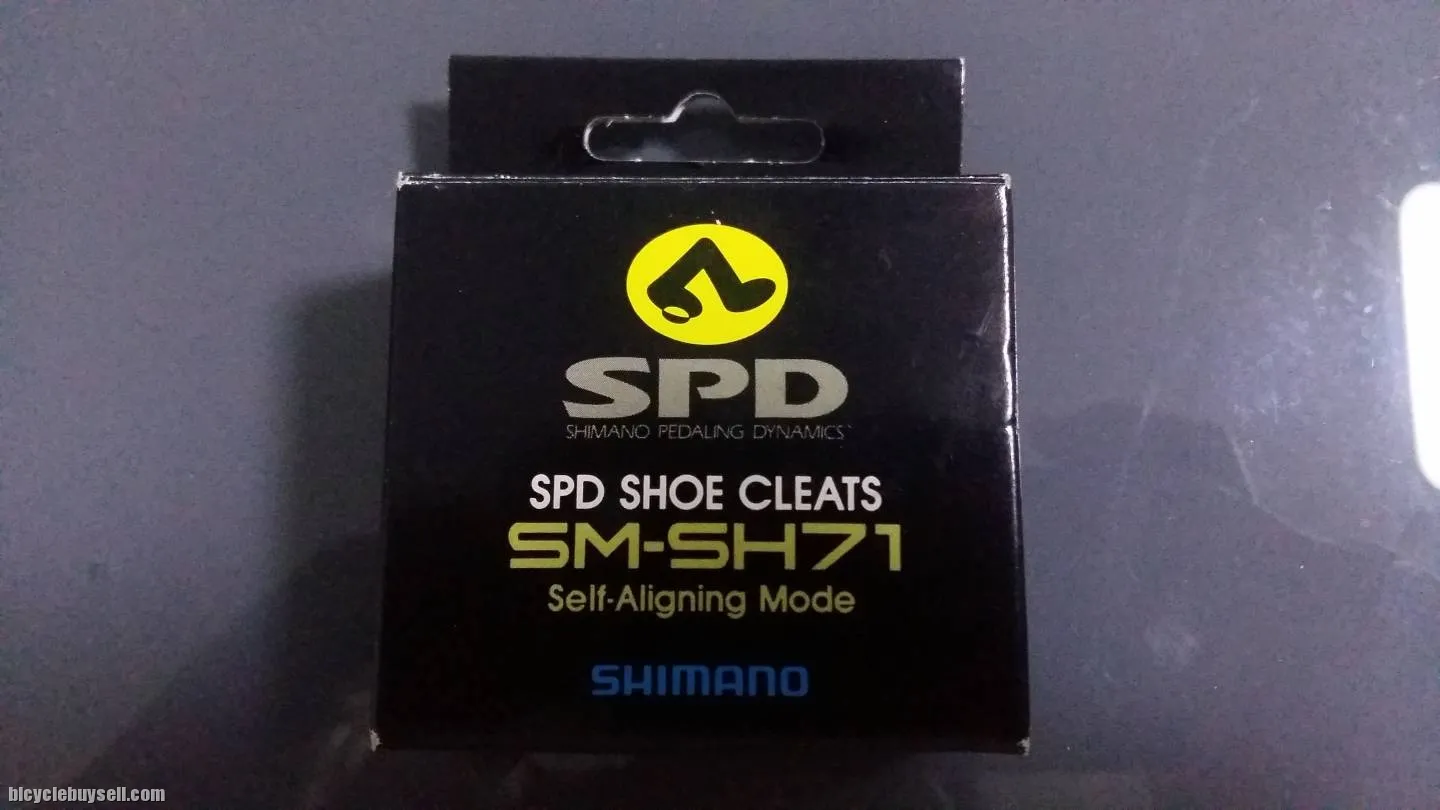 SPD
SHIMANO PEDALING DYNAMICS
SPD SHOE CLEATS
SM-SH71
Self-Aligning Mode
SHIMANO
bicyclebuysell.com